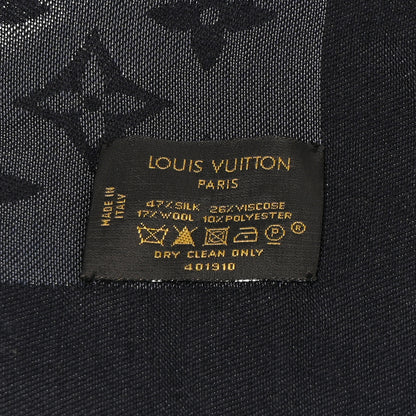 LOUIS VUITTON
PARIS
MADE IN
ITALY
47% SILK 26% VISCOSE
17% WOOL 10% POLYESTER
P ®
DRY CLEAN ONLY
401910